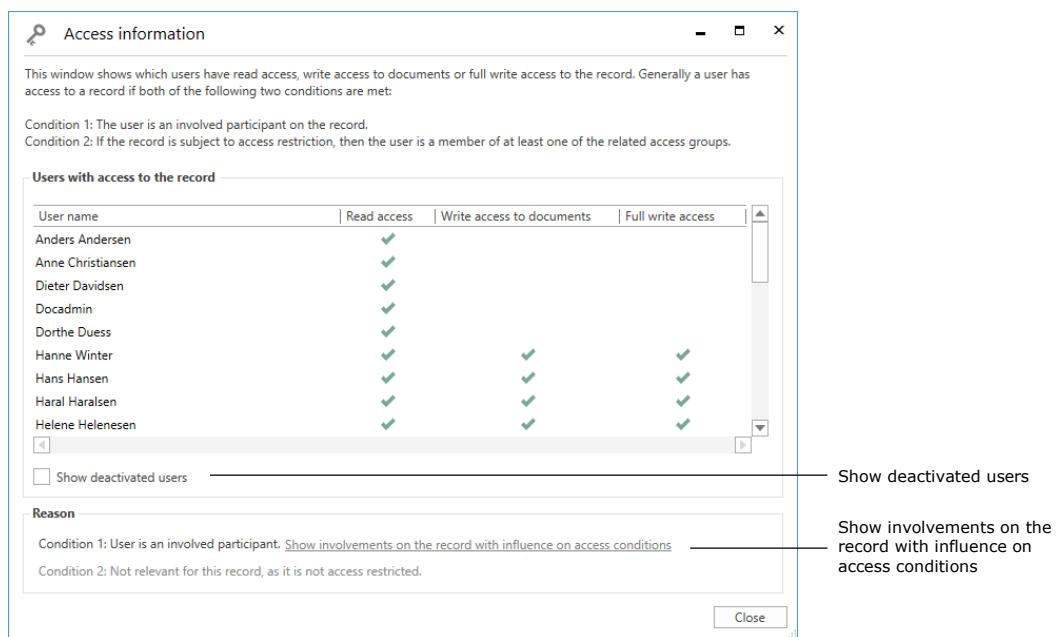 Access information
This window shows which users have read access, write access to documents or full write access to the record. Generally a user has
access to a record if both of the following two conditions are met:
Condition 1: The user is an involved participant on the record.
Condition 2: If the record is subject to access restriction, then the user is a member of at least one of the related access groups.
Users with access to the record
User name Read access Write access to documents Full write access
Anders Andersen
Anne Christiansen
Dieter Davidsen
Docadmin
Dorthe Duess
Hanne Winter
Hans Hansen
Haral Haralsen
Helene Helenesen
Show deactivated users
Show deactivated users
Reason
Condition 1: User is an involved participant. Show involvements on the record with influence on access conditions
Condition 2: Not relevant for this record, as it is not access restricted.
Show involvements on the
record with influence on
access conditions
Close